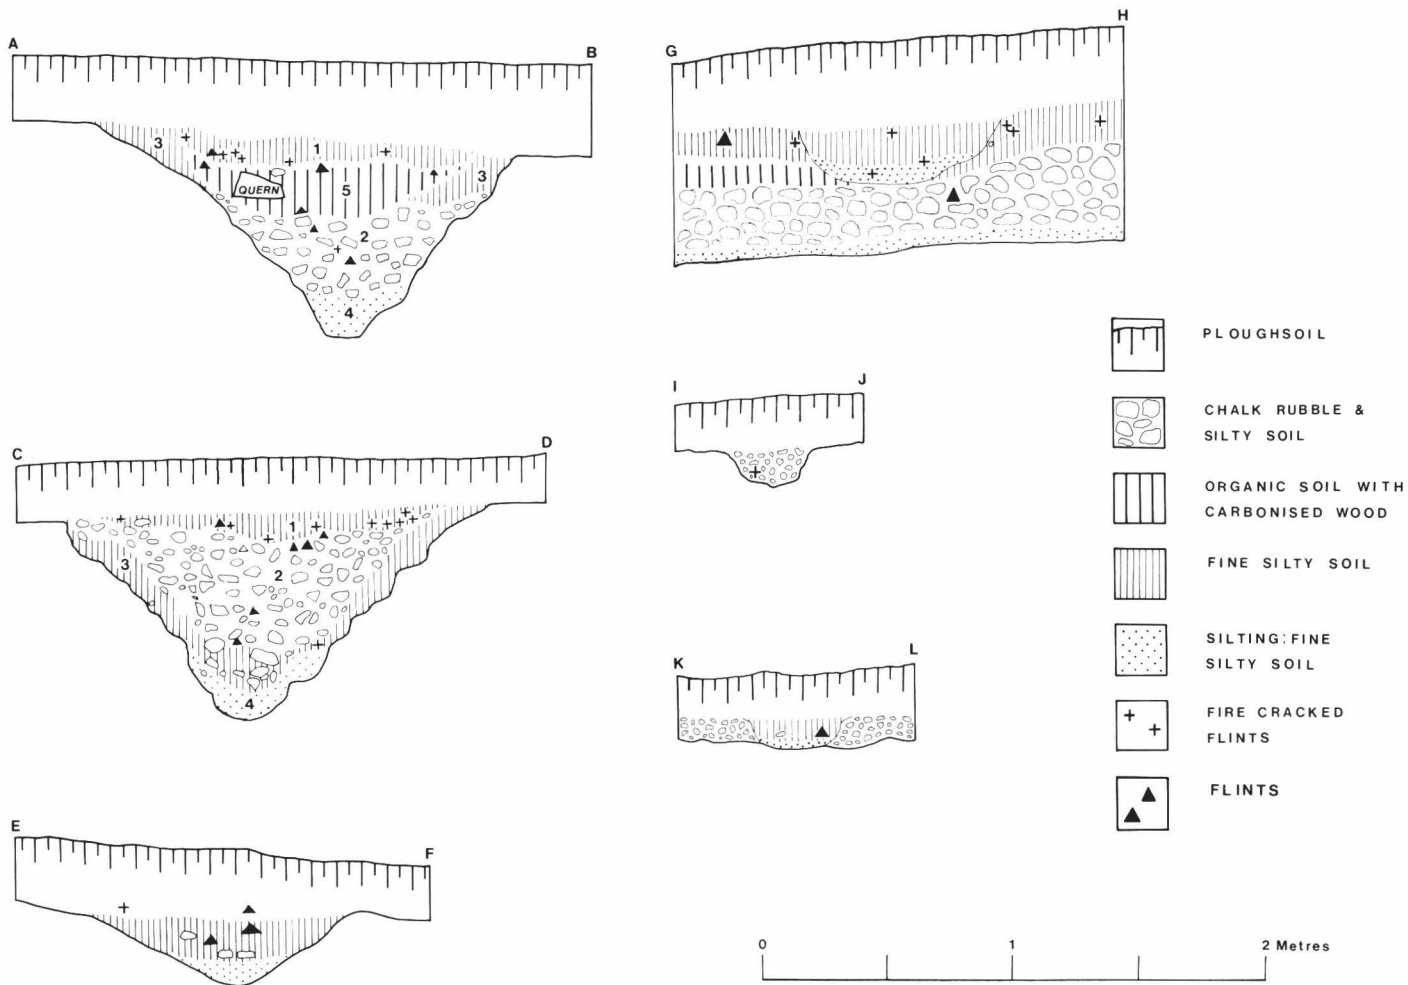 A
B
3
1
3
QUERN
5
2
4
C
D
1
3
2
4
E
F
G
H
I
J
K
L
PLOUGHSOIL
CHALK RUBBLE &
SILTY SOIL
ORGANIC SOIL WITH
CARBONISED WOOD
FINE SILTY SOIL
SILTING: FINE
SILTY SOIL
FIRE CRACKED
FLINTS
FLINTS
0 1 2 Metres